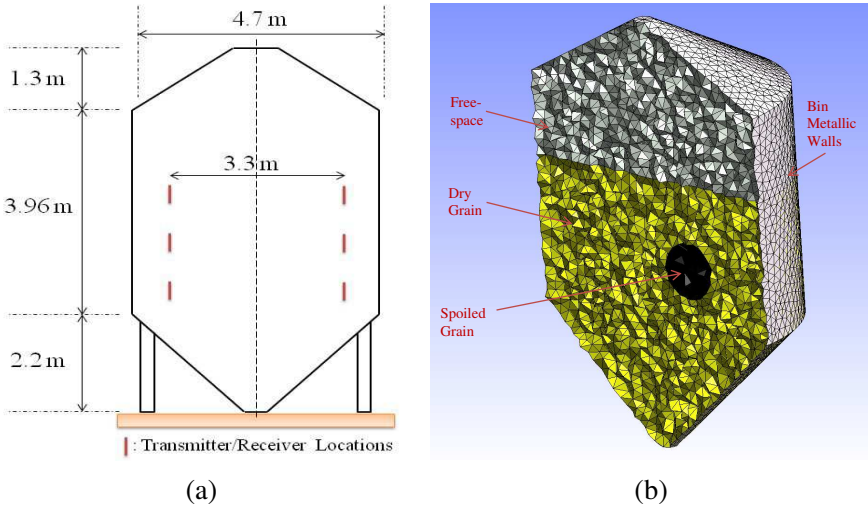 4.7 m
1.3 m
3.3 m
3.96 m
2.2 m
: Transmitter/Receiver Locations
(a)
Free-
space
Bin
Metallic
Walls
Dry
Grain
Spoiled
Grain
(b)